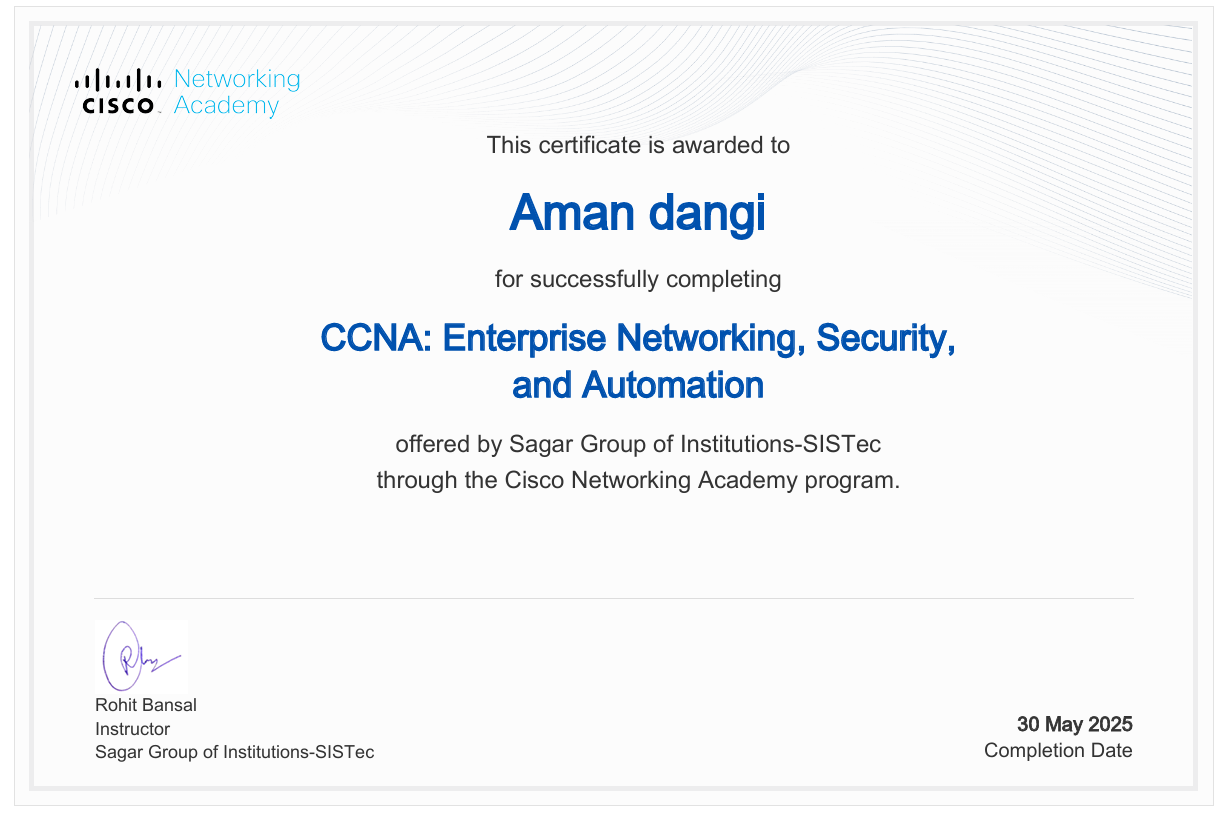 Networking
CISCO Academy
This certificate is awarded to
Aman dangi
for successfully completing
CCNA: Enterprise Networking, Security,
and Automation
offered by Sagar Group of Institutions-SISTec
through the Cisco Networking Academy program.
Rohit Bansal
Instructor
Sagar Group of Institutions-SISTec
30 May 2025
Completion Date